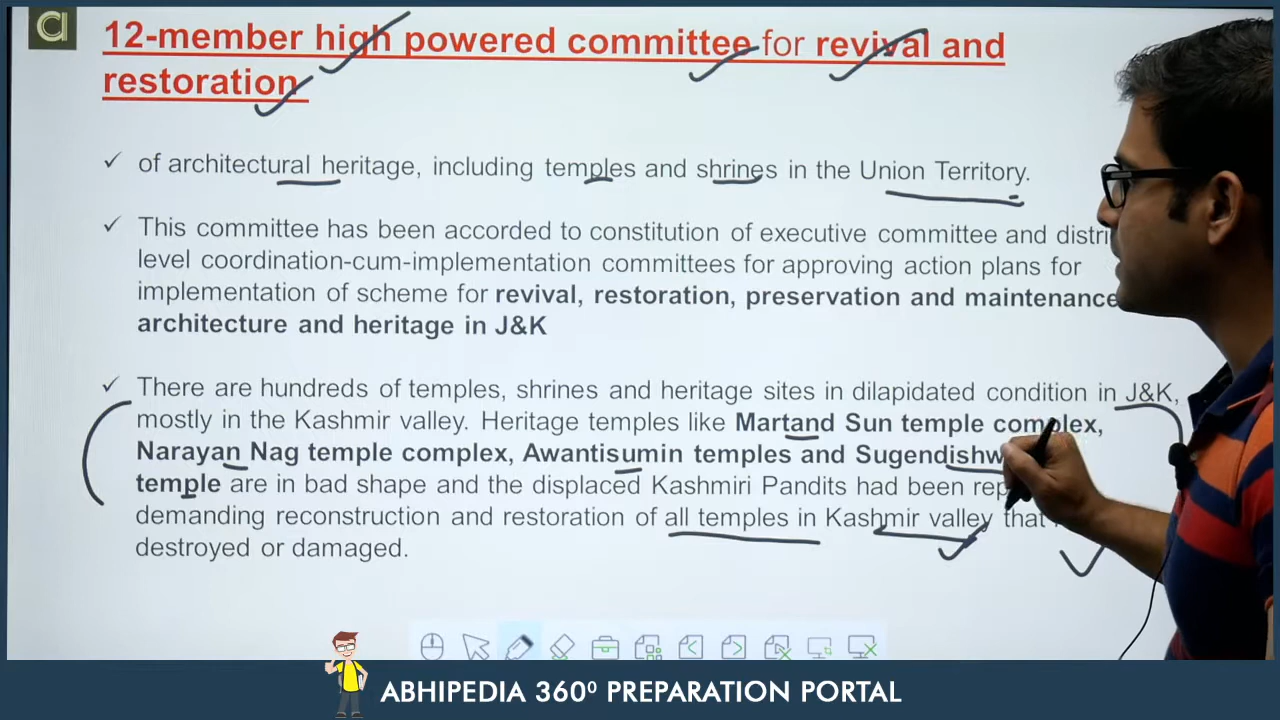 12-member high powered committee for revival and
restoration
✓ of architectural heritage, including temples and shrines in the Union Territory.
✓ This committee has been accorded to constitution of executive committee and distri
level coordination-cum-implementation committees for approving action plans for
implementation of scheme for revival, restoration, preservation and maintenance
architecture and heritage in J&K
✓ There are hundreds of temples, shrines and heritage sites in dilapidated condition in J&K,
mostly in the Kashmir valley. Heritage temples like Martand Sun temple complex,
Narayan Nag temple complex, Awantisumin temples and Sugendishw
temple are in bad shape and the displaced Kashmiri Pandits had been rep
demanding reconstruction and restoration of all temples in Kashmir valley that
destroyed or damaged.
ABHIPEDIA 360⁰ PREPARATION PORTAL